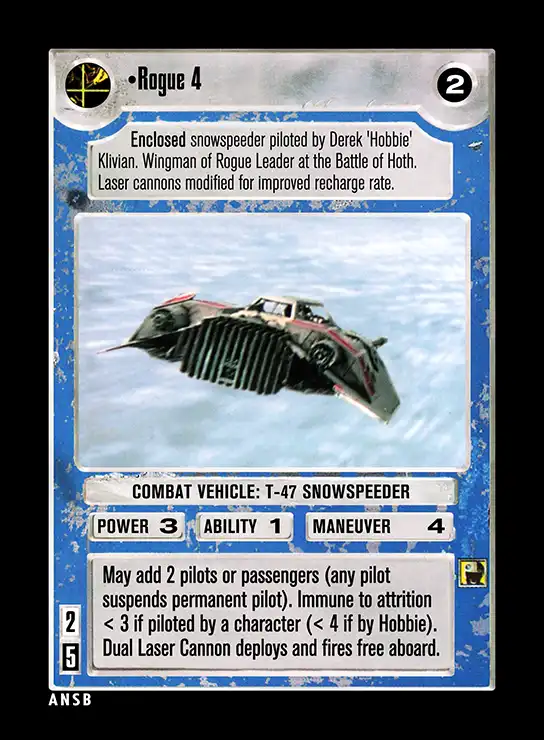 •Rogue 4
2
Enclosed snowspeeder piloted by Derek 'Hobbie'
Klivian. Wingman of Rogue Leader at the Battle of Hoth.
Laser cannons modified for improved recharge rate.
COMBAT VEHICLE: T-47 SNOWSPEEDER
POWER 3 ABILITY 1 MANEUVER 4
May add 2 pilots or passengers (any pilot
suspends permanent pilot). Immune to attrition
< 3 if piloted by a character (< 4 if by Hobbie).
Dual Laser Cannon deploys and fires free aboard.
2
5
ANSB